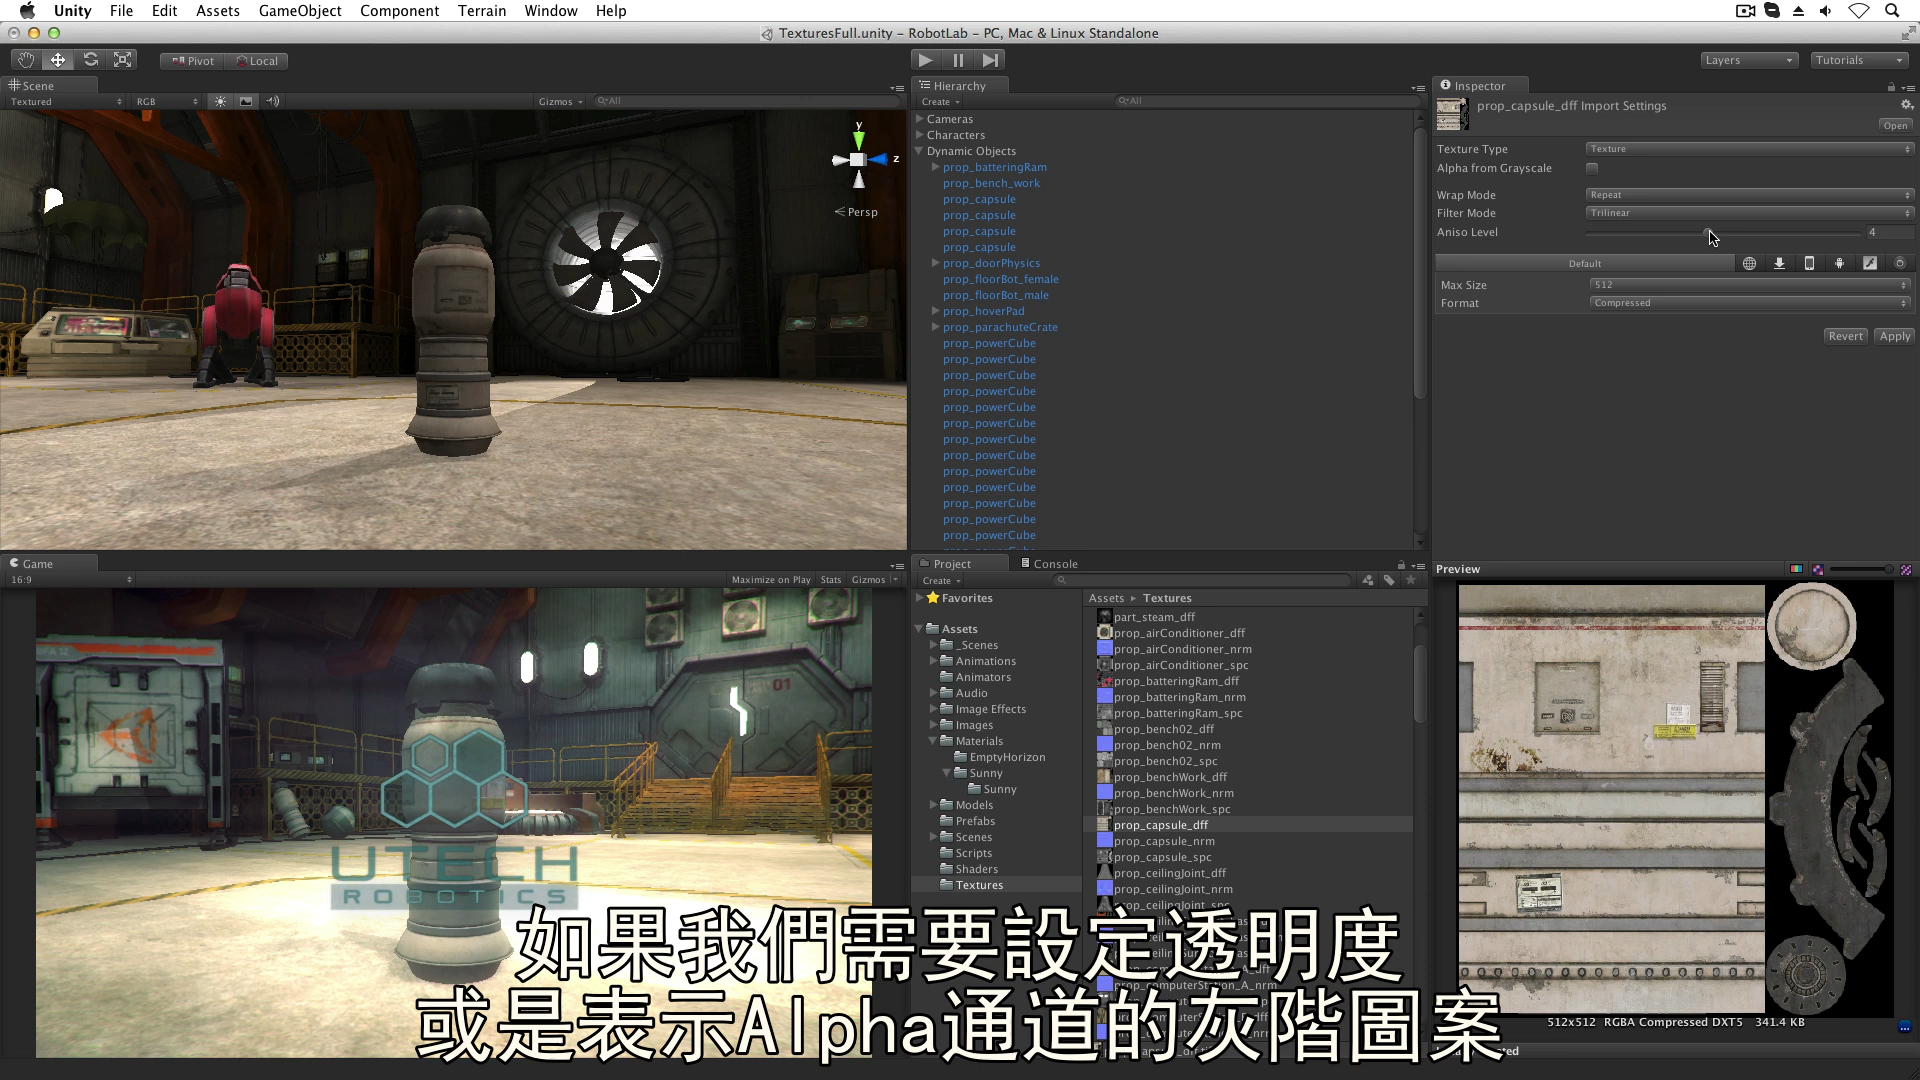 Unity File Edit Assets GameObject Component Terrain Window Help
TexturesFull.unity – RobotLab – PC, Mac & Linux Standalone
Pivot Local
Layers Tutorials
Scene
Textured RGB Gizmos All
y
z
Persp
Hierarchy
Create All
Cameras
Characters
Dynamic Objects
prop_batteringRam
prop_bench_work
prop_capsule
prop_capsule
prop_capsule
prop_capsule
prop_doorPhysics
prop_floorBot_female
prop_floorBot_male
prop_hoverPad
prop_parachuteCrate
prop_powerCube
prop_powerCube
prop_powerCube
prop_powerCube
prop_powerCube
prop_powerCube
prop_powerCube
prop_powerCube
prop_powerCube
prop_powerCube
prop_powerCube
prop_powerCube
prop_powerCube
Inspector
prop_capsule_dff Import Settings
Open
Texture Type Texture
Alpha from Grayscale
Wrap Mode Repeat
Filter Mode Trilinear
Aniso Level 4
Default
Max Size 512
Format Compressed
Revert Apply
Game
16:9 Maximize on Play Stats Gizmos
01
UTECH
ROBOTICS
Project Console
Create
Favorites
Assets
_Scenes
Animations
Animators
Audio
Image Effects
Images
Materials
EmptyHorizon
Sunny
Sunny
Models
Prefabs
Scenes
Scripts
Shaders
Textures
Assets Textures
part_steam_dff
prop_airConditioner_dff
prop_airConditioner_nrm
prop_airConditioner_spc
prop_batteringRam_dff
prop_batteringRam_nrm
prop_batteringRam_spc
prop_bench02_dff
prop_bench02_nrm
prop_bench02_spc
prop_benchWork_dff
prop_benchWork_nrm
prop_benchWork_spc
prop_capsule_dff
prop_capsule_nrm
prop_capsule_spc
prop_ceilingJoint_dff
prop_ceilingJoint_nrm
prop_ceilingJoint_spc
Preview
512x512 RGBA Compressed DXT5 341.4 KB
如果我們需要設定透明度
或是表示Alpha通道的灰階圖案